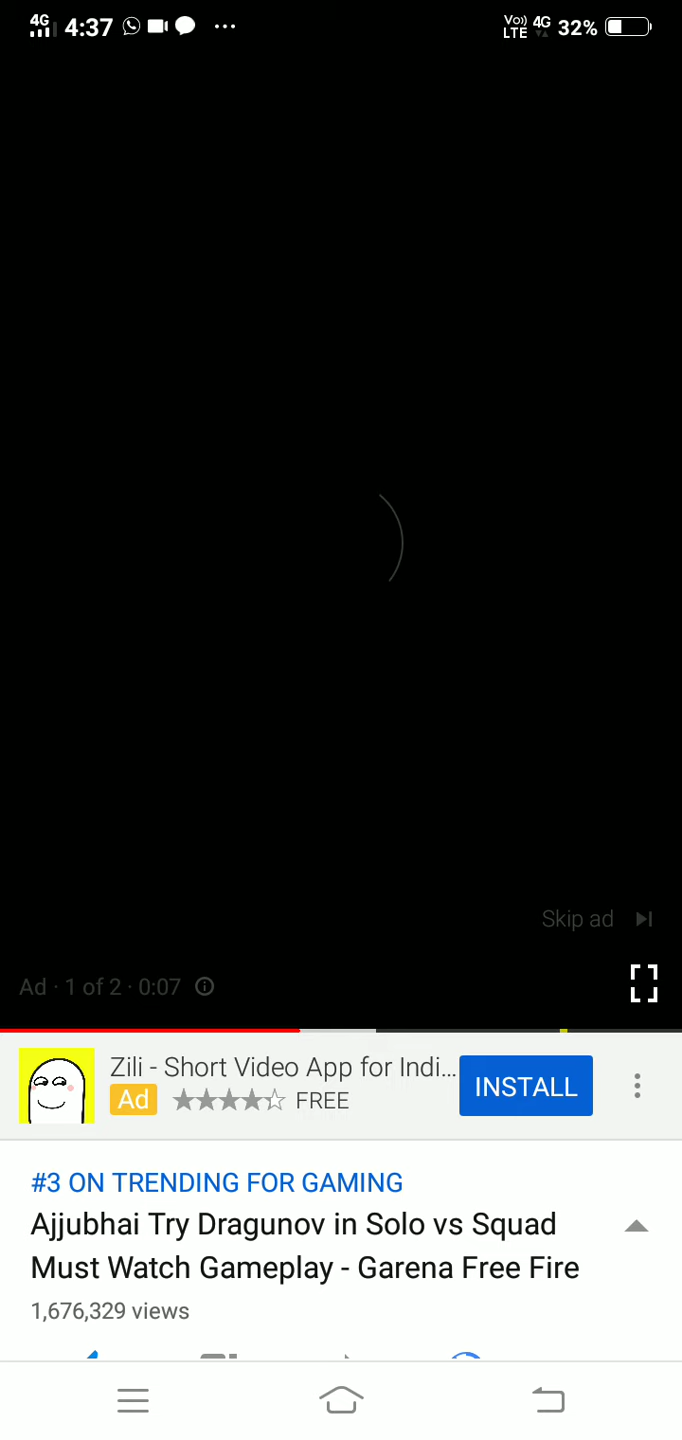 4G 4:37 ... Vo)) LTE 4G 32%
Skip ad
Ad · 1 of 2 · 0:07
Zili - Short Video App for Indi...
INSTALL
Ad FREE
#3 ON TRENDING FOR GAMING
Ajjubhai Try Dragunov in Solo vs Squad
Must Watch Gameplay - Garena Free Fire
1,676,329 views